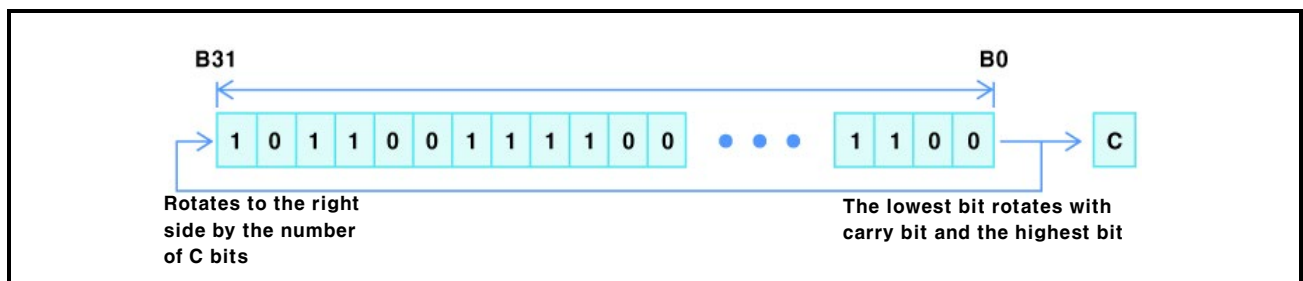 B31 B0
1 0 1 1 0 0 1 1 1 1 0 0 1 1 0 0 C
Rotates to the right
side by the number
of C bits
The lowest bit rotates with
carry bit and the highest bit